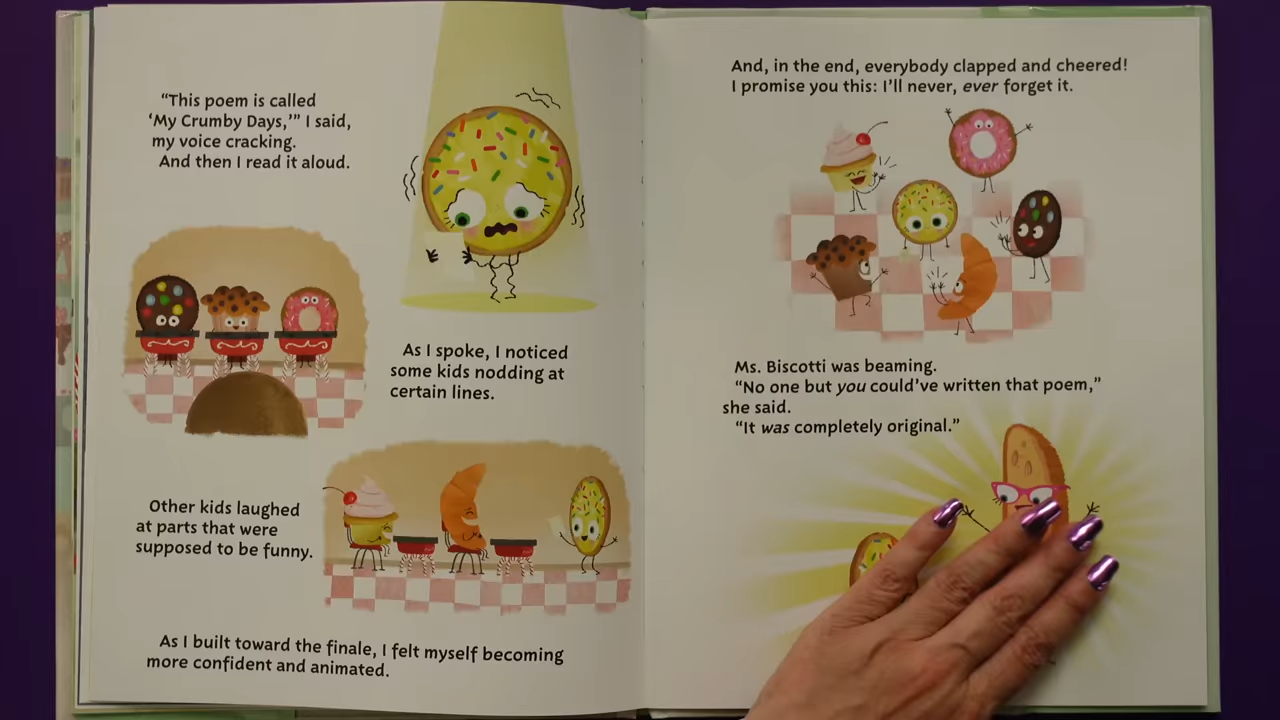 “This poem is called
‘My Crumby Days,’” I said,
my voice cracking.
And then I read it aloud.
As I spoke, I noticed
some kids nodding at
certain lines.
Other kids laughed
at parts that were
supposed to be funny.
As I built toward the finale, I felt myself becoming
more confident and animated.
And, in the end, everybody clapped and cheered!
I promise you this: I’ll never, ever forget it.
Ms. Biscotti was beaming.
“No one but you could’ve written that poem,”
she said.
“It was completely original.”